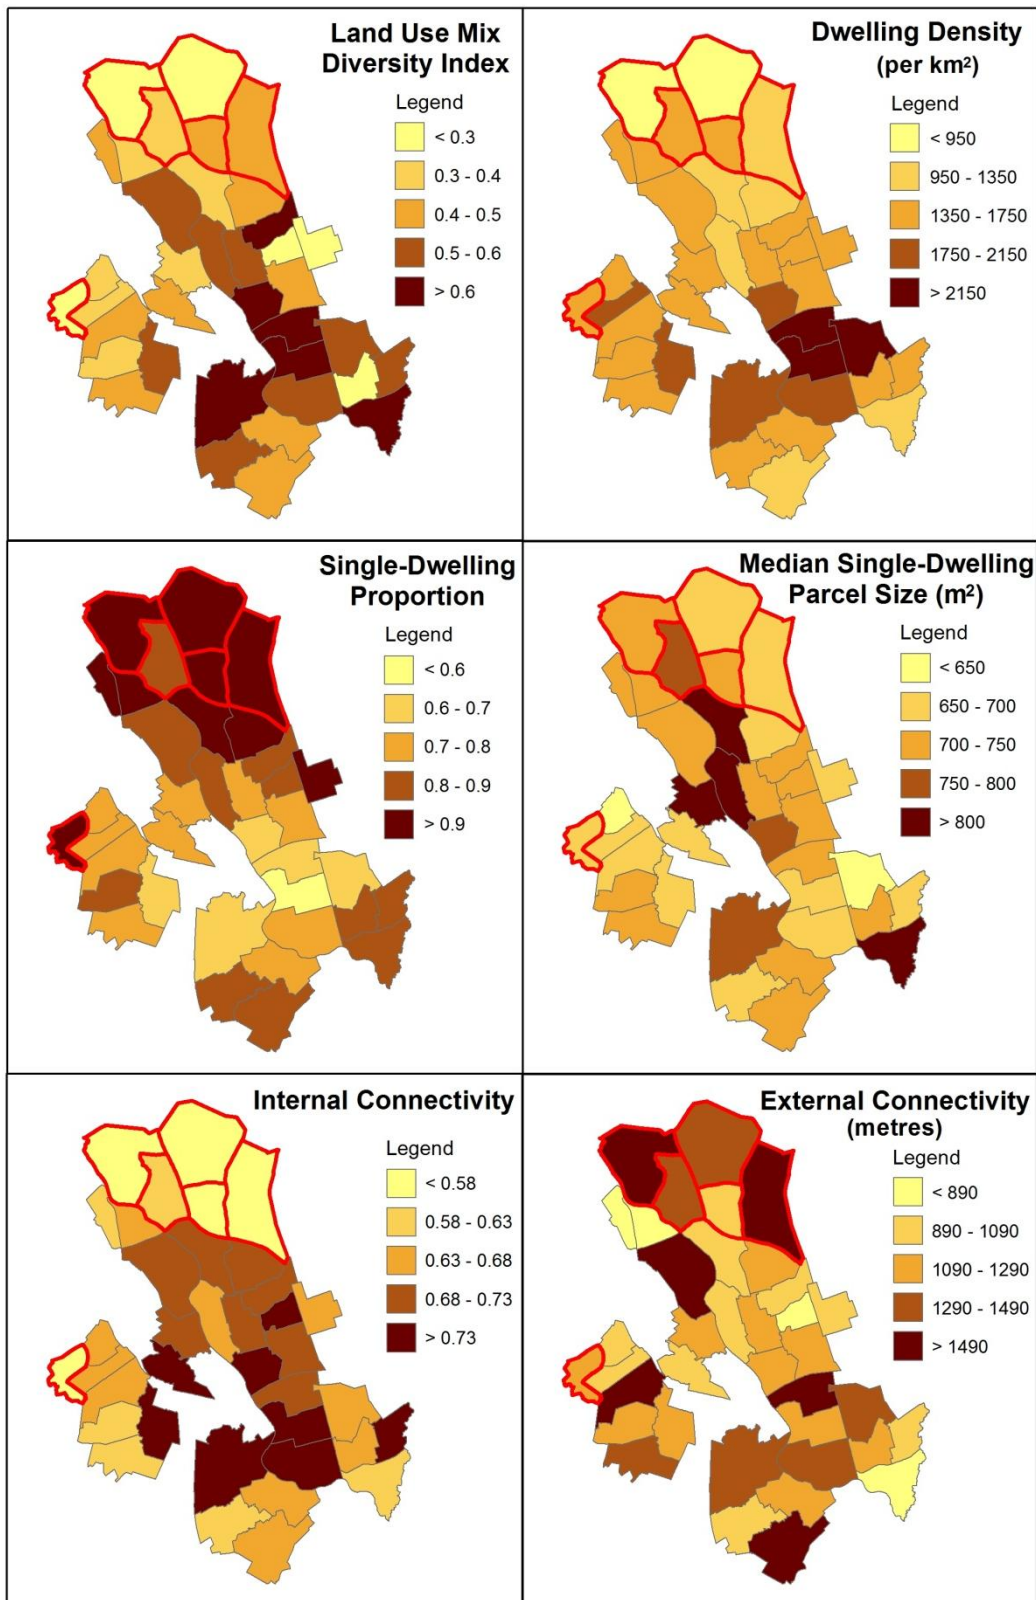 Land Use Mix
Diversity Index
Legend
< 0.3
0.3 - 0.4
0.4 - 0.5
0.5 - 0.6
> 0.6
Dwelling Density
(per km²)
Legend
< 950
950 - 1350
1350 - 1750
1750 - 2150
> 2150
Single-Dwelling
Proportion
Legend
< 0.6
0.6 - 0.7
0.7 - 0.8
0.8 - 0.9
> 0.9
Median Single-Dwelling
Parcel Size (m²)
Legend
< 650
650 - 700
700 - 750
750 - 800
> 800
Internal Connectivity
Legend
< 0.58
0.58 - 0.63
0.63 - 0.68
0.68 - 0.73
> 0.73
External Connectivity
(metres)
Legend
< 890
890 - 1090
1090 - 1290
1290 - 1490
> 1490